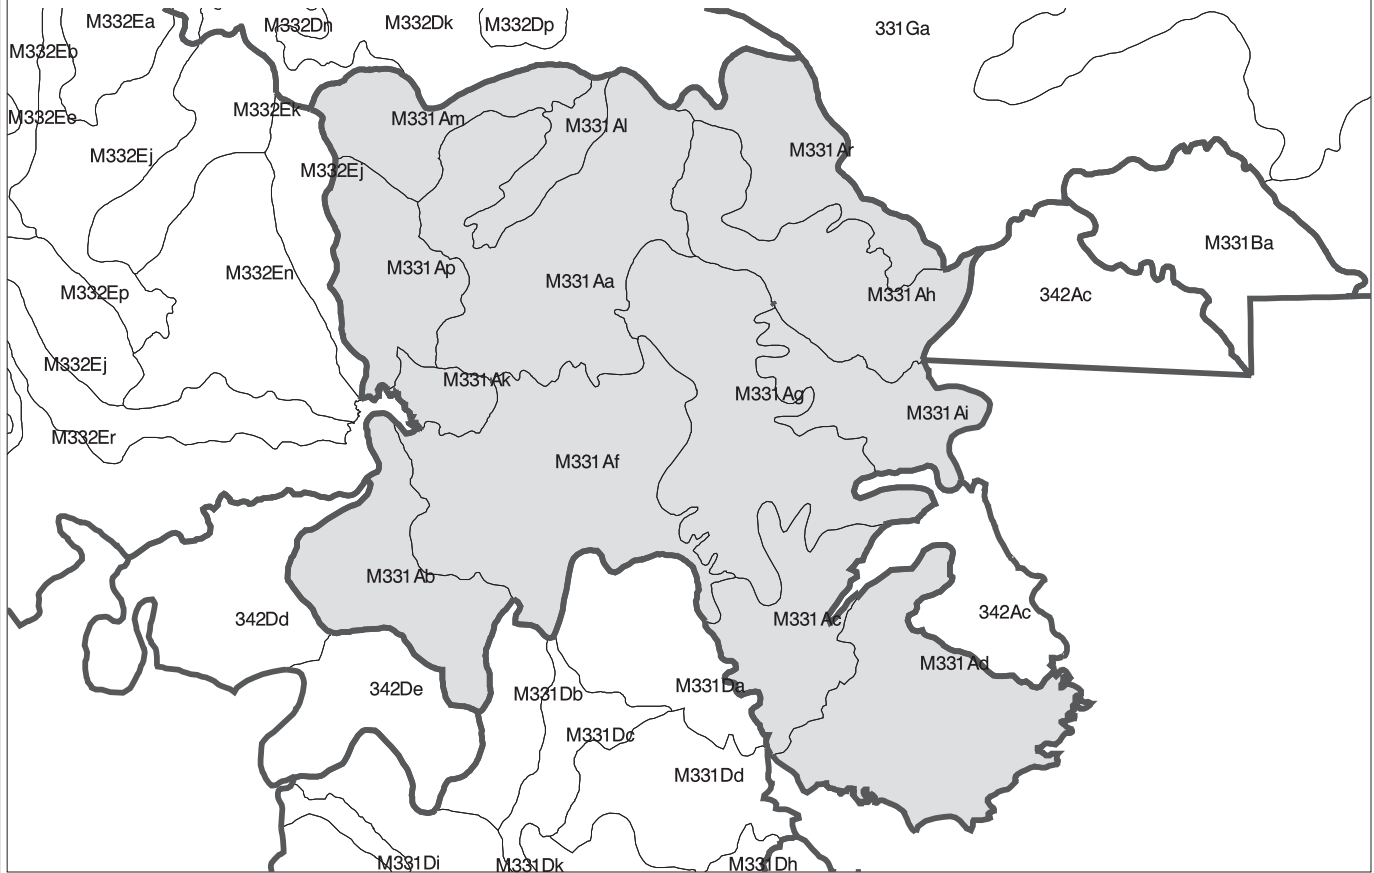 M332Ea
M332Dn
M332Dk
M332Dp
331Ga
M332Eb
M332Ee
M332Ek
M331Am
M331Al
M332Ej
M331Ar
M332Ej
M331Ba
M332En
M331Ap
M331Aa
M332Ep
M331Ah
342Ac
M332Ej
M331Ak
M331Ag
M331Ai
M332Er
M331Af
M331Ab
342Dd
M331Ac
342Ac
M331Ad
342De
M331Db
M331Da
M331Dc
M331Dd
M331Di
M331Dk
M331Dh